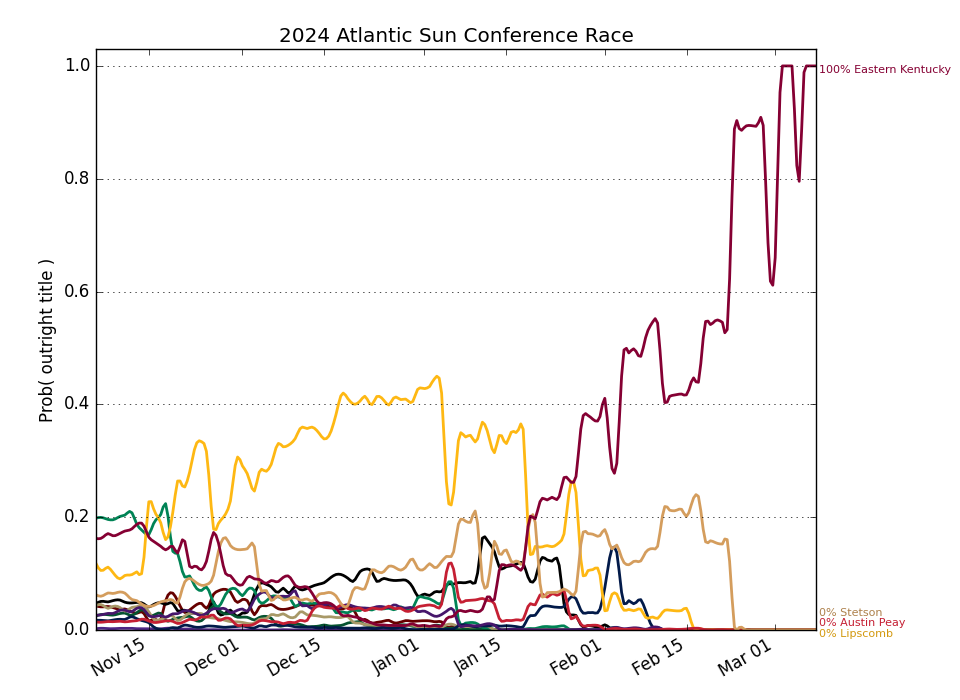 2024 Atlantic Sun Conference Race
1.0
0.8
0.6
0.4
0.2
0.0
Prob( outright title )
Nov 15
Dec 01
Dec 15
Jan 01
Jan 15
Feb 01
Feb 15
Mar 01
100% Eastern Kentucky
0% Stetson
0% Austin Peay
0% Lipscomb